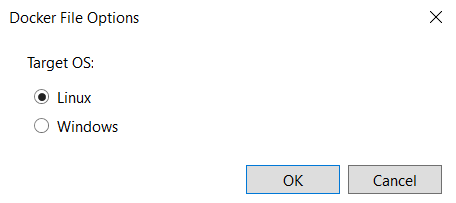 Docker File Options
Target OS:
Linux
Windows
OK
Cancel